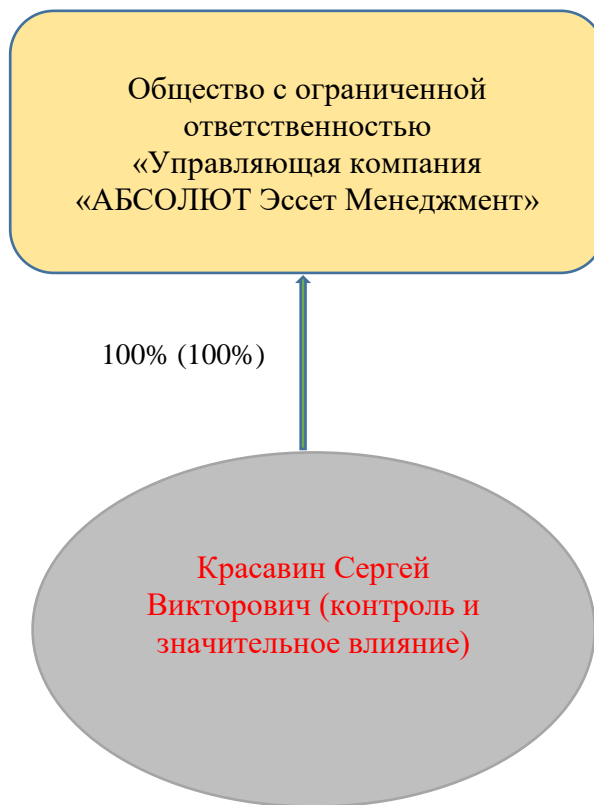 Общество с ограниченной
ответственностью
«Управляющая компания
«АБСОЛЮТ Эссет Менеджмент»
100% (100%)
Красавин Сергей
Викторович (контроль и
значительное влияние)